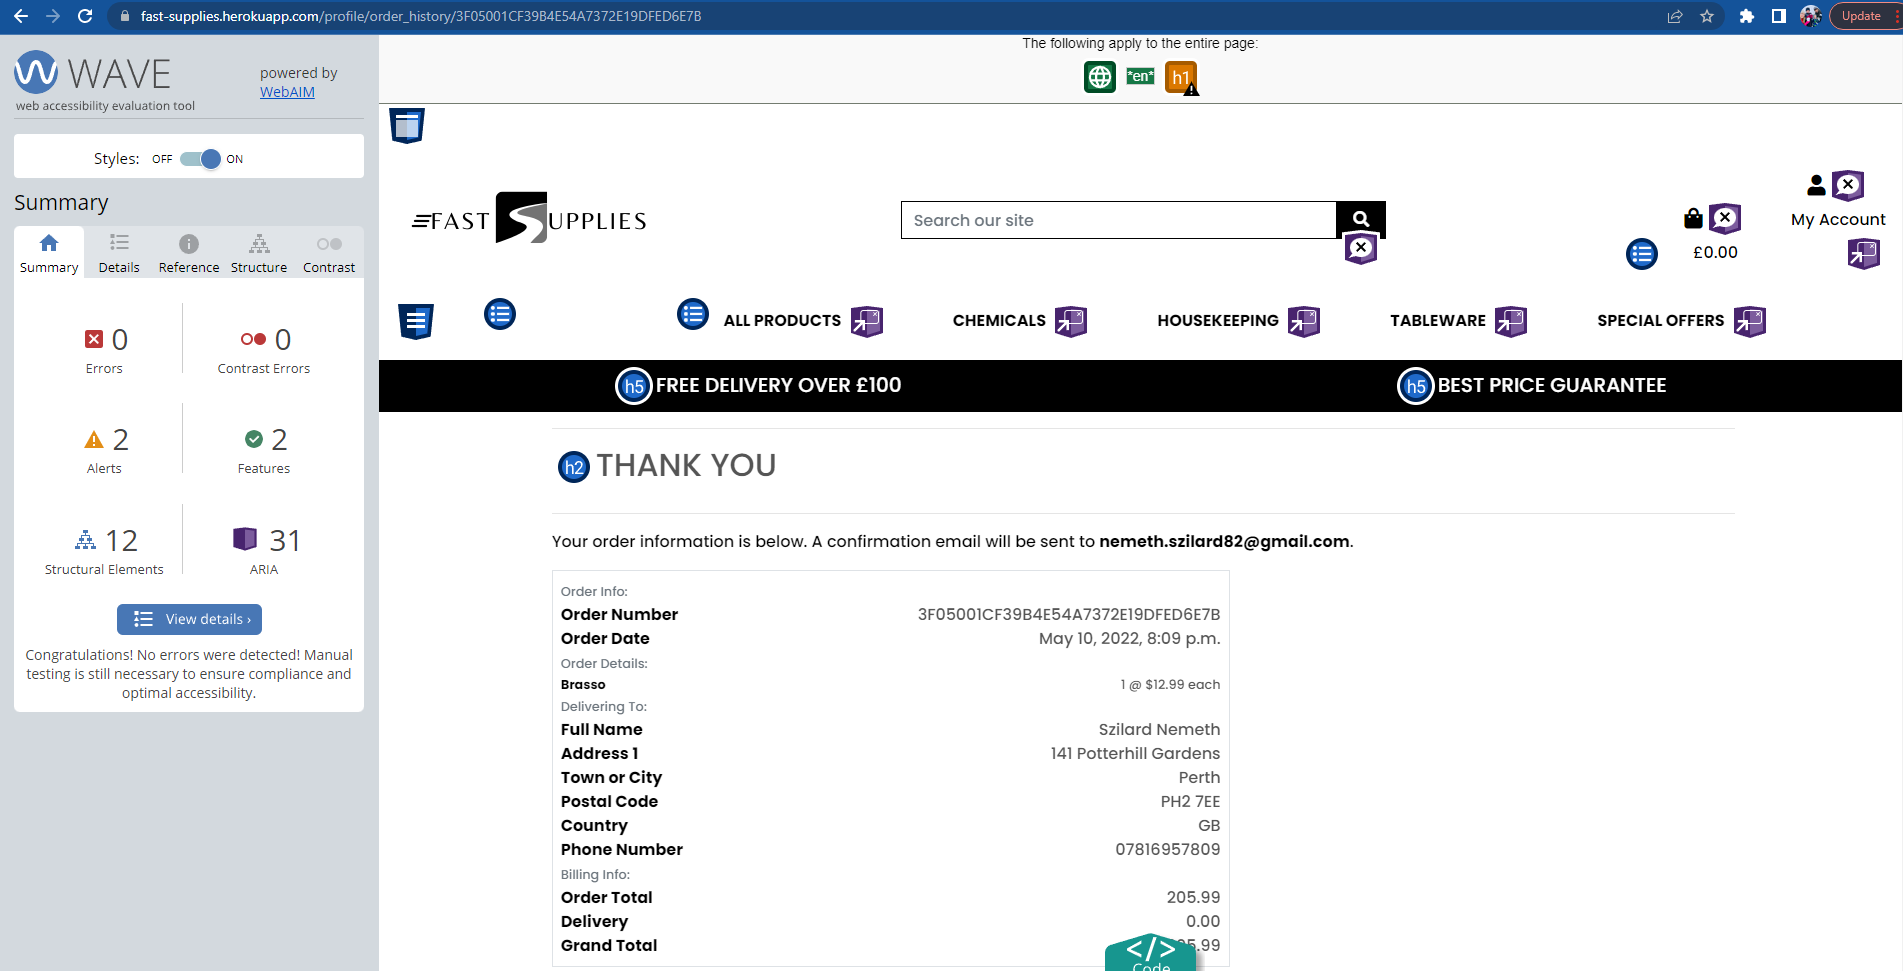 fast-supplies.herokuapp.com/profile/order_history/3F05001CF39B4E54A7372E19DFED6E7B
Update
WAVE
web accessibility evaluation tool
powered by
WebAIM
Styles: OFF ON
Summary
Summary Details Reference Structure Contrast
0 Errors
0 Contrast Errors
2 Alerts
2 Features
12 Structural Elements
31 ARIA
View details ›
Congratulations! No errors were detected! Manual
testing is still necessary to ensure compliance and
optimal accessibility.
The following apply to the entire page:
*en* h1
FAST SUPPLIES
Search our site
£0.00
My Account
ALL PRODUCTS CHEMICALS HOUSEKEEPING TABLEWARE SPECIAL OFFERS
h5 FREE DELIVERY OVER £100 h5 BEST PRICE GUARANTEE
h2 THANK YOU
Your order information is below. A confirmation email will be sent to nemeth.szilard82@gmail.com.
Order Info:
Order Number 3F05001CF39B4E54A7372E19DFED6E7B
Order Date May 10, 2022, 8:09 p.m.
Order Details:
Brasso 1 @ $12.99 each
Delivering To:
Full Name Szilard Nemeth
Address 1 141 Potterhill Gardens
Town or City Perth
Postal Code PH2 7EE
Country GB
Phone Number 07816957809
Billing Info:
Order Total 205.99
Delivery 0.00
Grand Total 5.99
</> Code